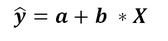 ŷ = a + b * X